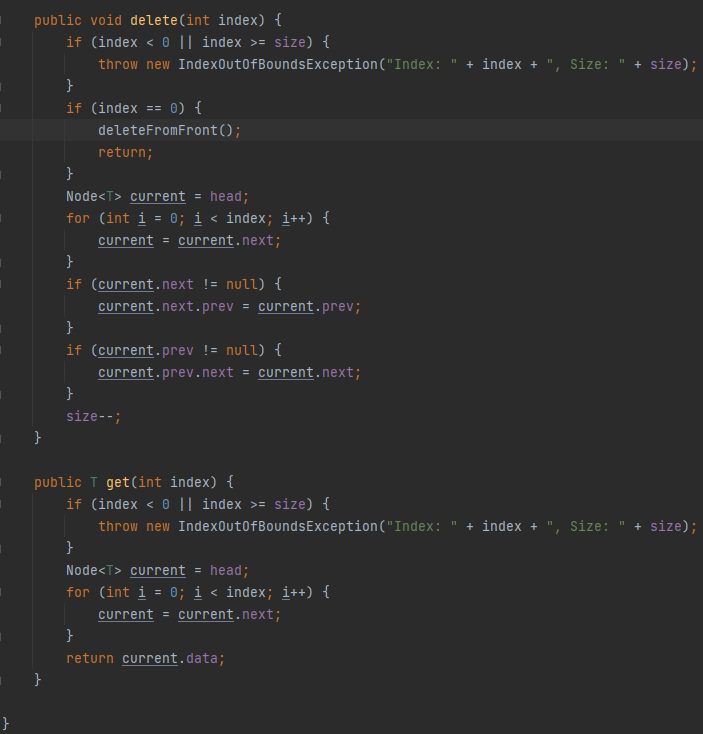 public void delete(int index) {
if (index < 0 || index >= size) {
throw new IndexOutOfBoundsException("Index: " + index + ", Size: " + size);
}
if (index == 0) {
deleteFromFront();
return;
}
Node<T> current = head;
for (int i = 0; i < index; i++) {
current = current.next;
}
if (current.next != null) {
current.next.prev = current.prev;
}
if (current.prev != null) {
current.prev.next = current.next;
}
size--;
}
public T get(int index) {
if (index < 0 || index >= size) {
throw new IndexOutOfBoundsException("Index: " + index + ", Size: " + size);
}
Node<T> current = head;
for (int i = 0; i < index; i++) {
current = current.next;
}
return current.data;
}
}